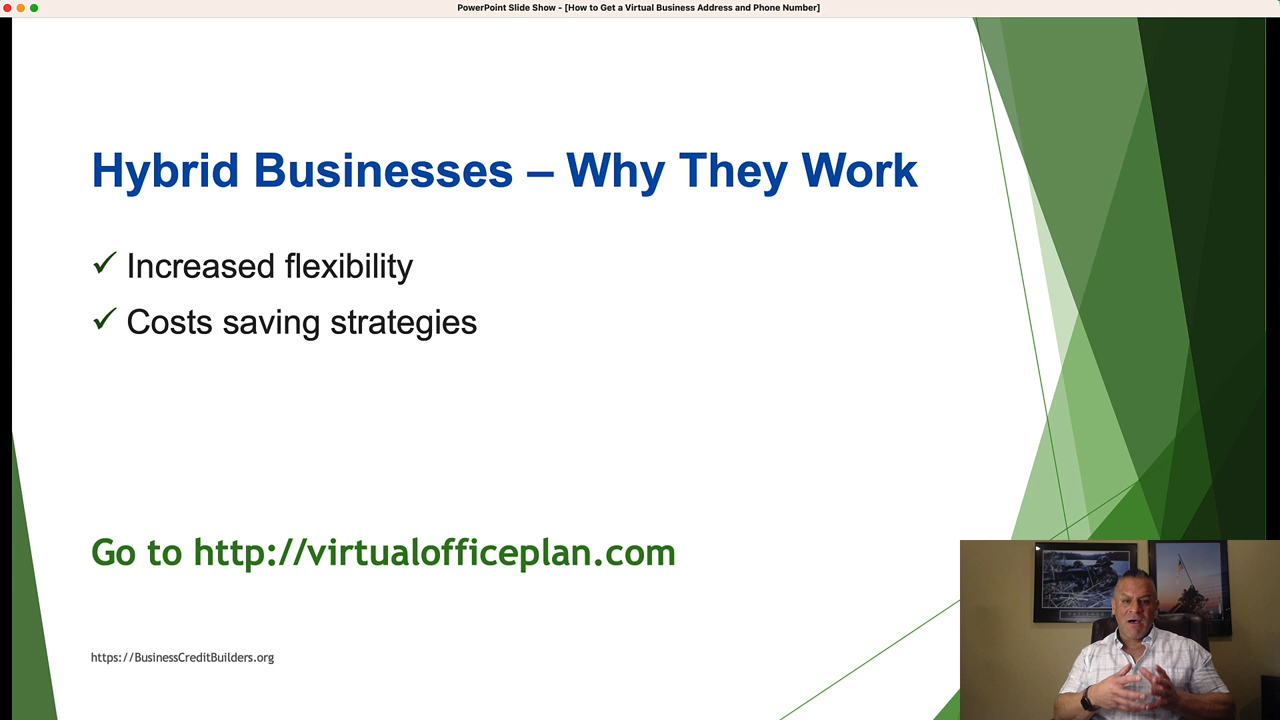 PowerPoint Slide Show - [How to Get a Virtual Business Address and Phone Number]
Hybrid Businesses – Why They Work
✓ Increased flexibility
✓ Costs saving strategies
Go to http://virtualofficeplan.com
https://BusinessCreditBuilders.org